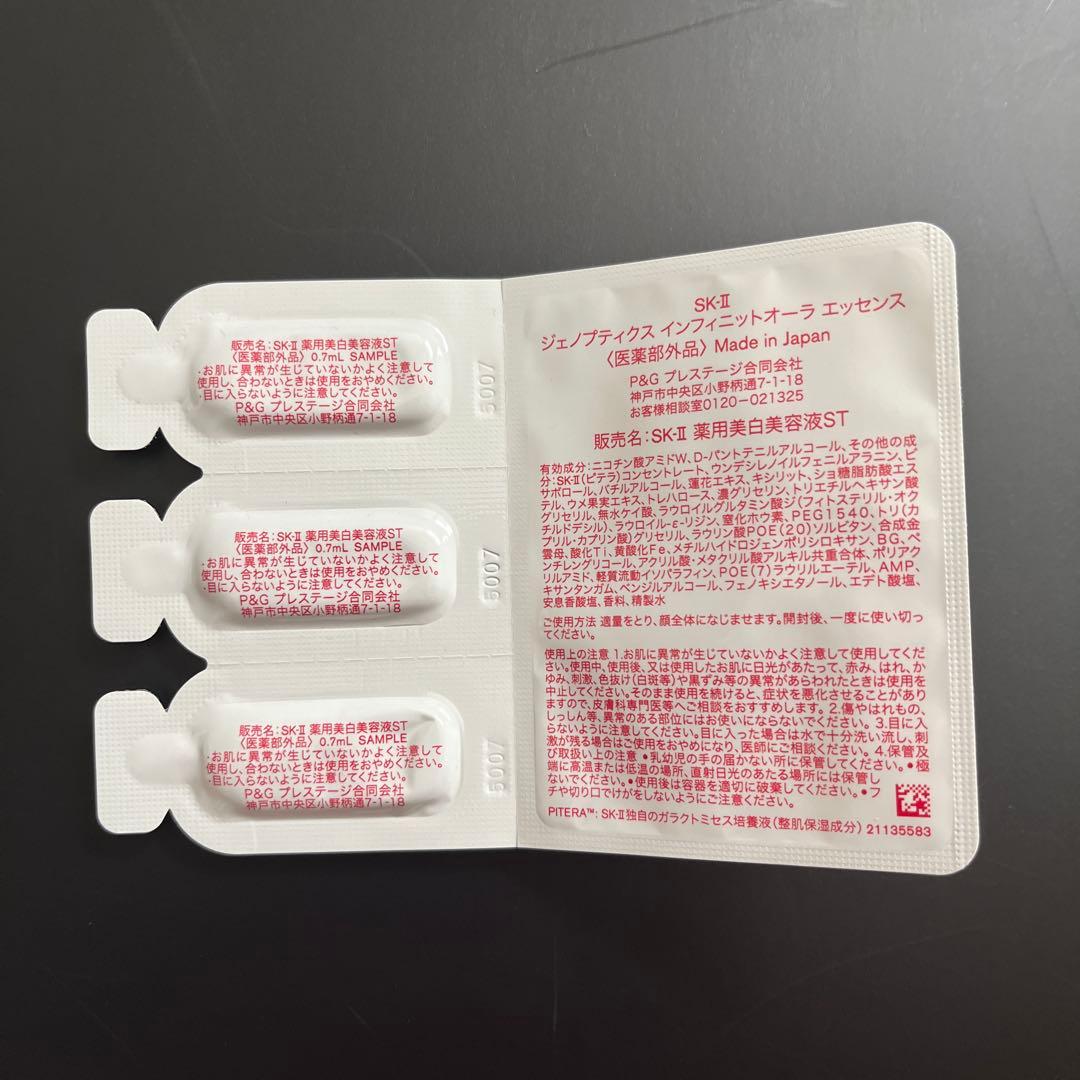 販売名:SK-Ⅱ 薬用美白美容液ST
〈医薬部外品〉0.7mL SAMPLE
・お肌に異常が生じていないかよく注意して
使用し、合わないときは使用をおやめください。
・目に入らないように注意してください。
P&G プレステージ合同会社
神戸市中央区小野柄通7-1-18
5007
販売名:SK-Ⅱ 薬用美白美容液ST
〈医薬部外品〉0.7mL SAMPLE
・お肌に異常が生じていないかよく注意して
使用し、合わないときは使用をおやめください。
・目に入らないように注意してください。
P&G プレステージ合同会社
神戸市中央区小野柄通7-1-18
5007
販売名:SK-Ⅱ 薬用美白美容液ST
〈医薬部外品〉0.7mL SAMPLE
・お肌に異常が生じていないかよく注意して
使用し、合わないときは使用をおやめください。
・目に入らないように注意してください。
P&G プレステージ合同会社
神戸市中央区小野柄通7-1-18
5007
SK-Ⅱ
ジェノプティクス インフィニットオーラ エッセンス
〈医薬部外品〉Made in Japan
P&G プレステージ合同会社
神戸市中央区小野柄通7-1-18
お客様相談室0120-021325
販売名:SK-Ⅱ 薬用美白美容液ST
有効成分:ニコチン酸アミドW、D-パントテニルアルコール、その他の成
分:SK-Ⅱ(ピテラ)コンセントレート、ウンデシレノイルフェニルアラニン、ビ
サボロール、バチルアルコール、蓮花エキス、キシリット、ショ糖脂肪酸エス
テル、ウメ果実エキス、トレハロース、濃グリセリン、トリエチルヘキサン酸
グリセリル、無水ケイ酸、ラウロイルグルタミン酸ジ(フィトステリル・オク
チルドデシル)、ラウロイル-ε-リジン、窒化ホウ素、PEG1540、トリ(カ
プリル・カプリン酸)グリセリル、ラウリン酸POE(20)ソルビタン、合成金
雲母、酸化Ti、黄酸化Fe、メチルハイドロジェンポリシロキサン、BG、ペ
ンチレングリコール、アクリル酸・メタクリル酸アルキル共重合体、ポリアク
リルアミド、軽質流動イソパラフィン、POE(7)ラウリルエーテル、AMP、
キサンタンガム、ベンジルアルコール、フェノキシエタノール、エデト酸塩、
安息香酸塩、香料、精製水
ご使用方法 適量をとり、顔全体になじませます。開封後、一度に使い切っ
てください。
使用上の注意 1.お肌に異常が生じていないかよく注意して使用してくだ
さい。使用中、使用後、又は使用したお肌に日光があたって、赤み、はれ、か
ゆみ、刺激、色抜け(白斑等)や黒ずみ等の異常があらわれたときは使用を
中止してください。そのまま使用を続けると、症状を悪化させることがあり
ますので、皮膚科専門医等へご相談をおすすめします。2.傷やはれもの、
しっしん等、異常のある部位にはお使いにならないでください。3.目に入
らないように注意してください。目に入った場合は水で十分洗い流し、刺
激が残る場合はご使用をおやめになり、医師にご相談ください。4.保管及
び取扱い上の注意 ●乳幼児の手の届かない所に保管してください。●極
端に高温または低温の場所、直射日光のあたる場所には保管し
ないでください。●使用後は容器を適切に破棄してください。●フ
チや切り口でけがをしないようにご注意ください。
PITERA™: SK-Ⅱ独自のガラクトミセス培養液(整肌保湿成分) 21135583